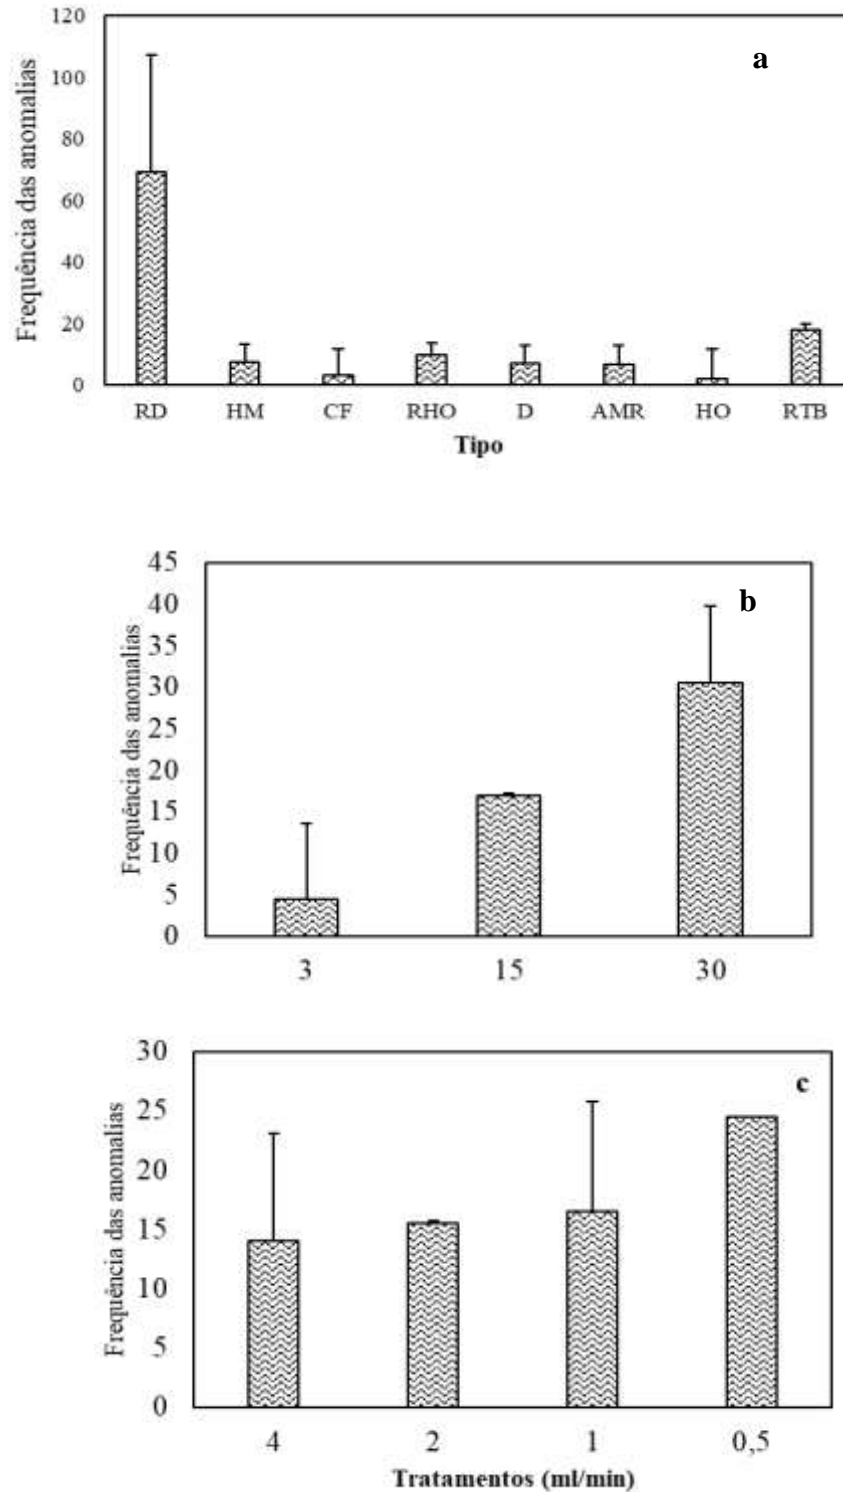 Frequência das anomalias
120
100
80
60
40
20
0
a
RD HM CF RHO D AMR HO RTB
Tipo
Frequência das anomalias
45
40
35
30
25
20
15
10
5
0
b
3 15 30
Frequência das anomalias
30
25
20
15
10
5
0
c
4 2 1 0,5
Tratamentos (ml/min)